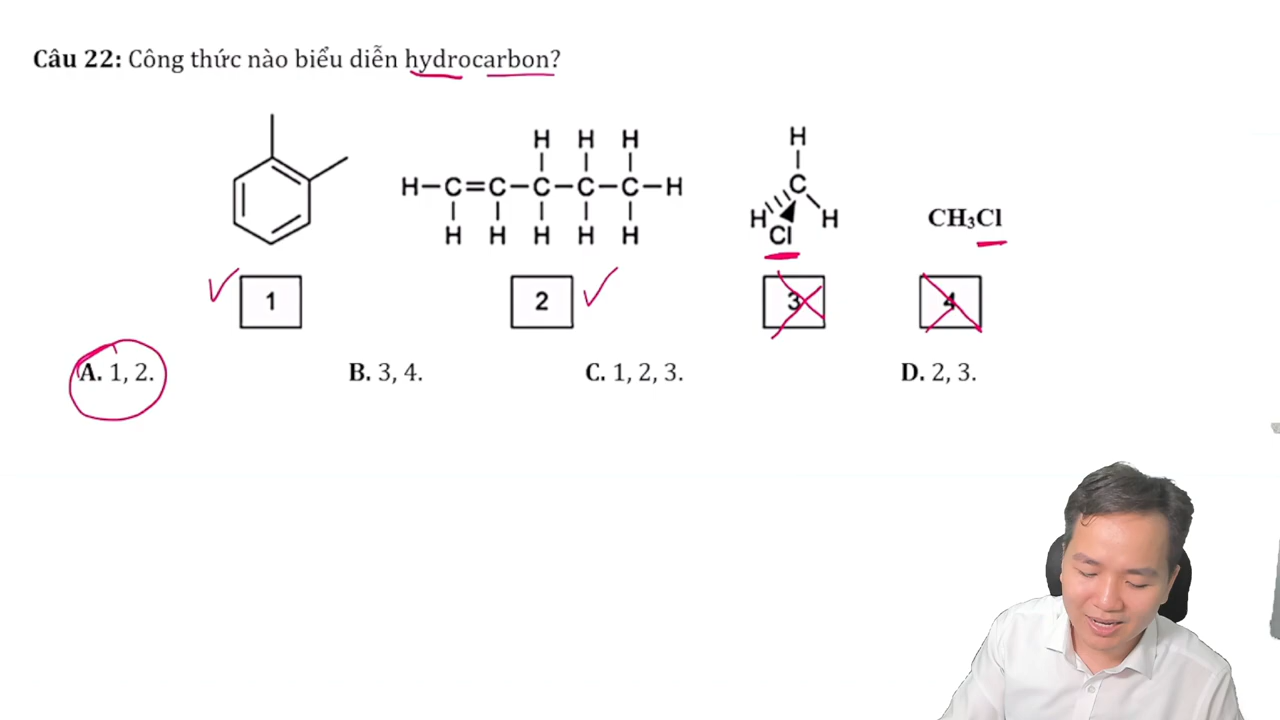 Câu 22: Công thức nào biểu diễn hydrocarbon?
H H H
H–C=C–C–C–C–H
H H H H H
H
C
H H
Cl
CH₃Cl
1 2 3 4
A. 1, 2. B. 3, 4. C. 1, 2, 3. D. 2, 3.